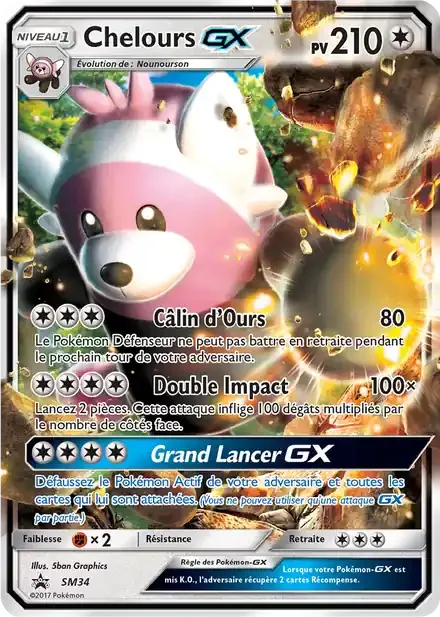 NIVEAU 1 Chelours GX PV 210
Évolution de : Nounourson
Câlin d'Ours 80
Le Pokémon Défenseur ne peut pas battre en retraite pendant
le prochain tour de votre adversaire.
Double Impact 100×
Lancez 2 pièces. Cette attaque inflige 100 dégâts multipliés par
le nombre de côtés face.
Grand Lancer GX
Défaussez le Pokémon Actif de votre adversaire et toutes les
cartes qui lui sont attachées. (Vous ne pouvez utiliser qu'une attaque GX
par partie.)
Faiblesse × 2 Résistance Retraite
Illus. 5ban Graphics
SM34
©2017 Pokémon
Règle des Pokémon-GX
Lorsque votre Pokémon-GX est
mis K.O., l'adversaire récupère 2 cartes Récompense.